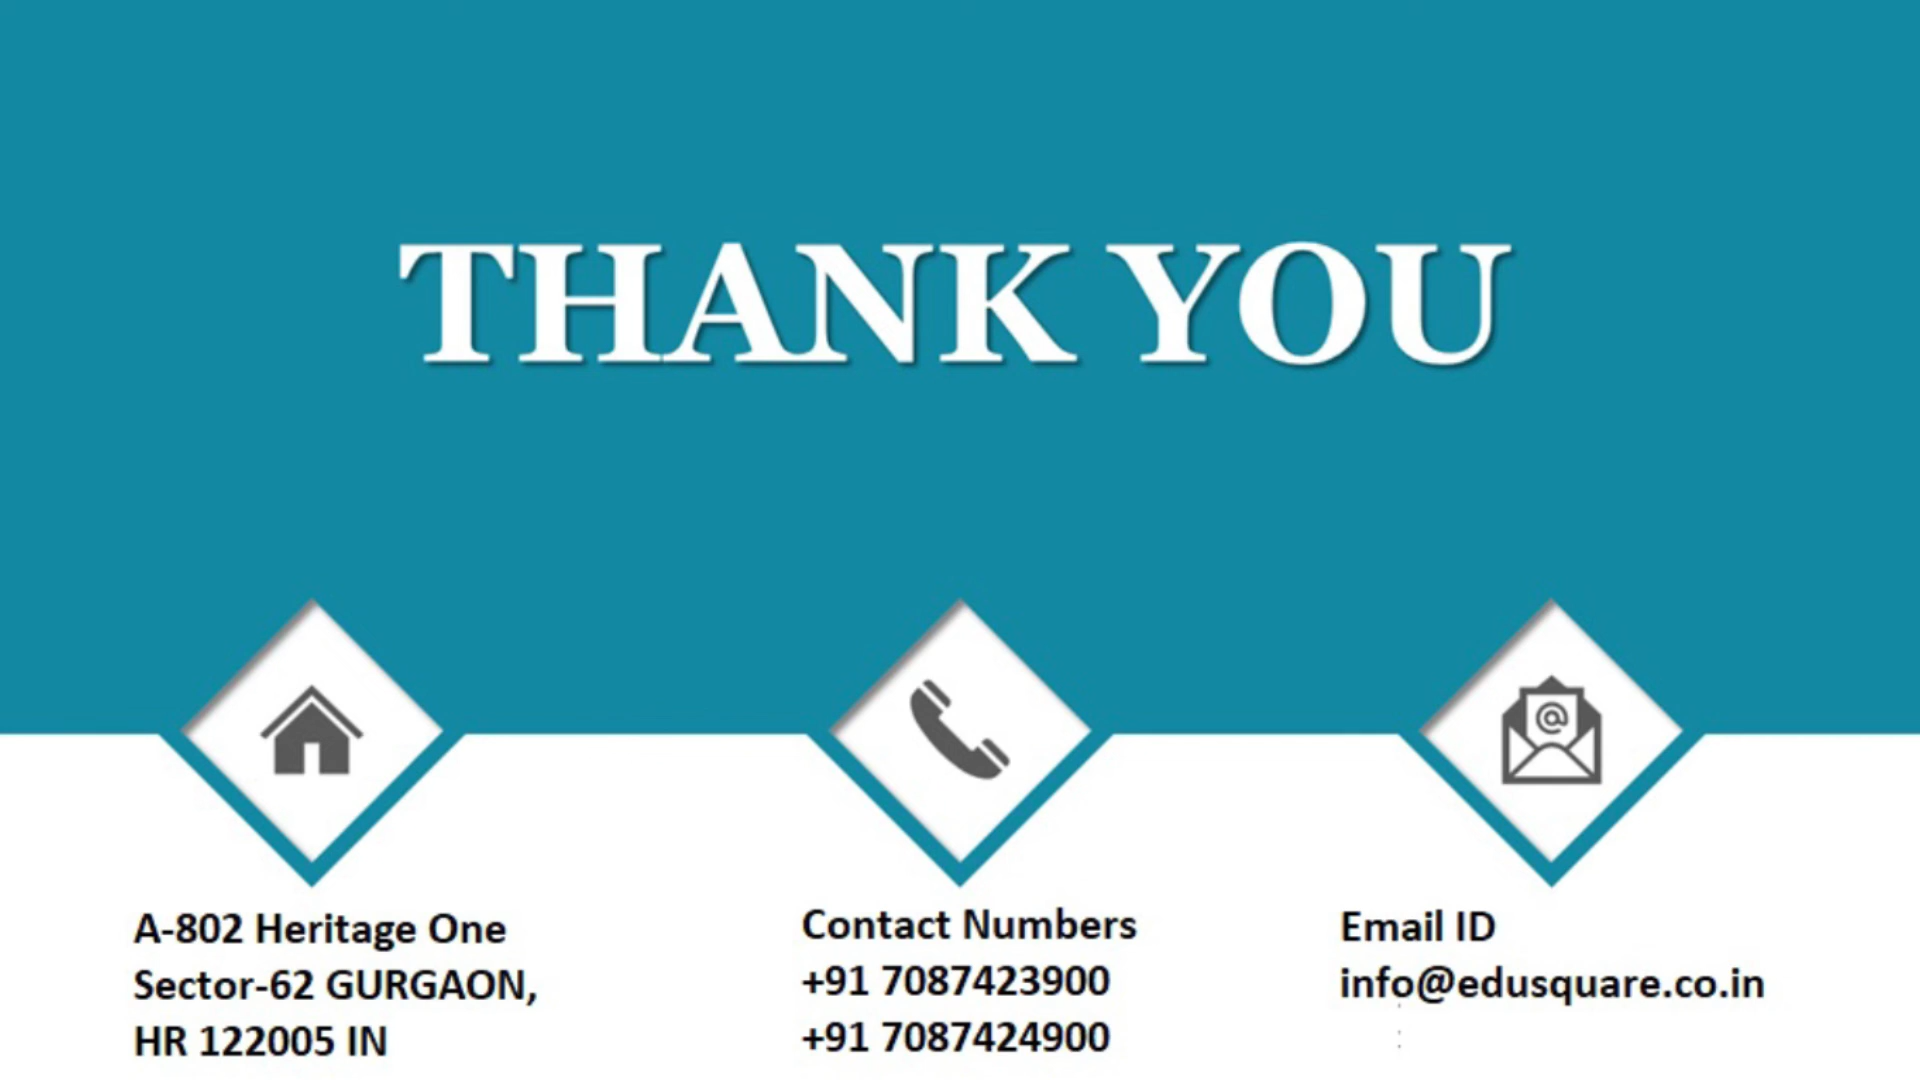 THANK YOU
A-802 Heritage One
Sector-62 GURGAON,
HR 122005 IN
Contact Numbers
+91 7087423900
+91 7087424900
Email ID
info@edusquare.co.in